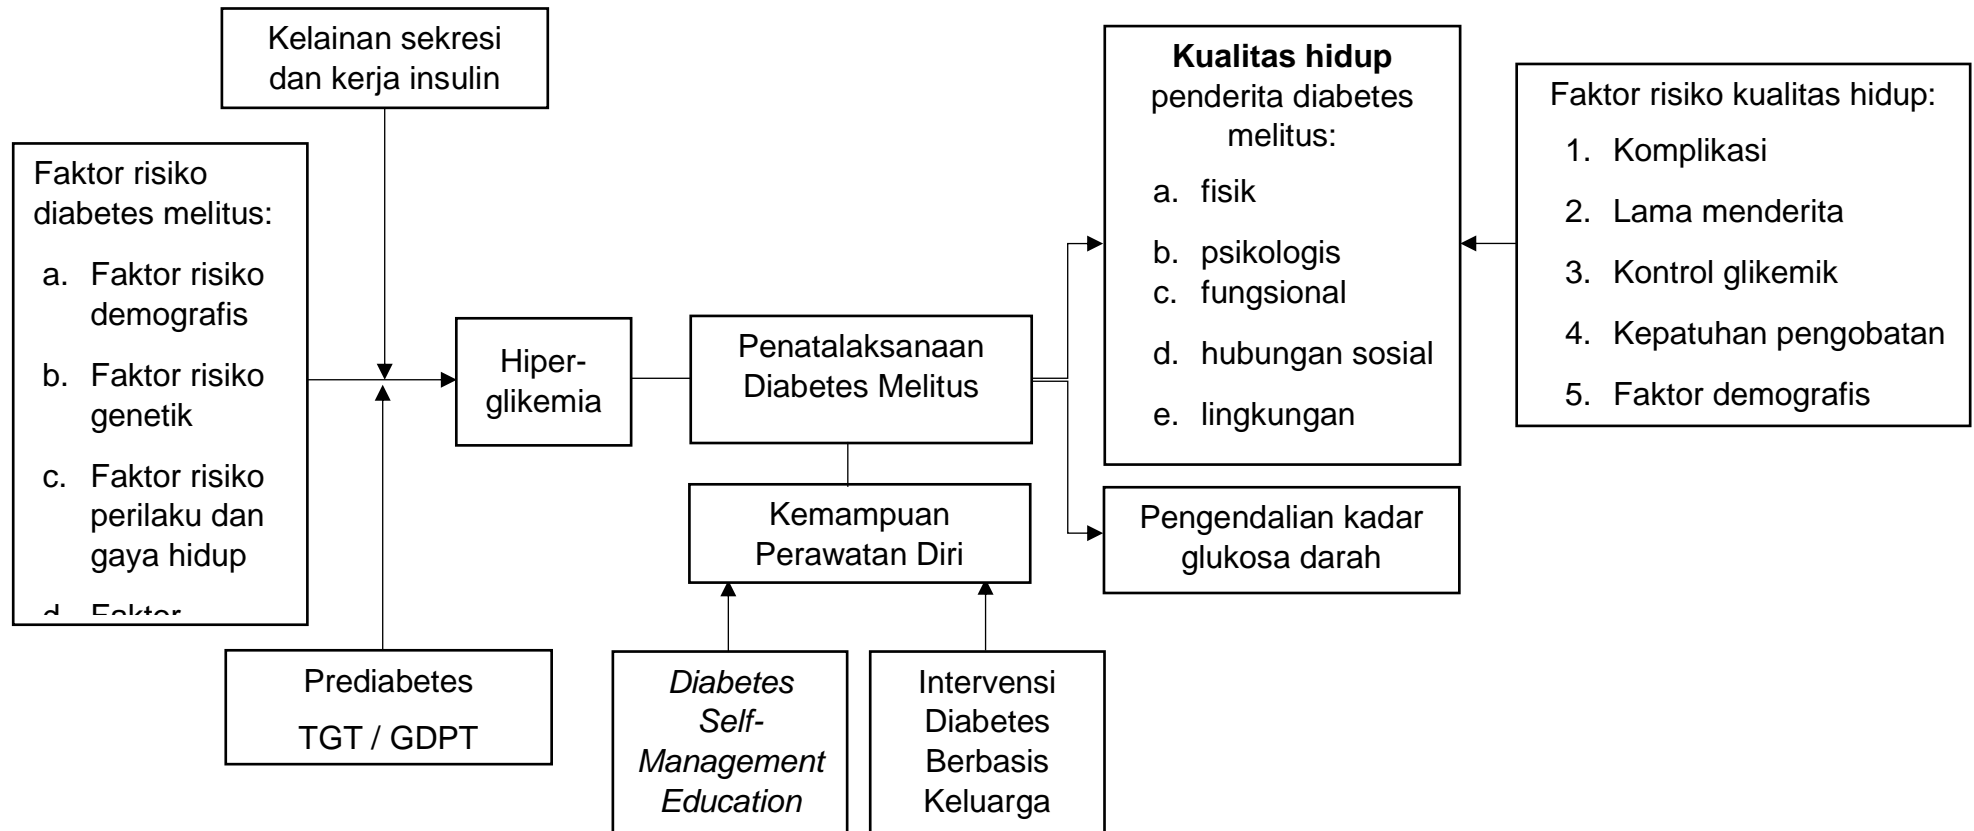 Kelainan sekresi
dan kerja insulin
Faktor risiko
diabetes melitus:
a. Faktor risiko
demografis
b. Faktor risiko
genetik
c. Faktor risiko
perilaku dan
gaya hidup
Prediabetes
TGT / GDPT
Hiper-
glikemia
Penatalaksanaan
Diabetes Melitus
Kemampuan
Perawatan Diri
Diabetes
Self-
Management
Education
Intervensi
Diabetes
Berbasis
Keluarga
Kualitas hidup
penderita diabetes
melitus:
a. fisik
b. psikologis
c. fungsional
d. hubungan sosial
e. lingkungan
Pengendalian kadar
glukosa darah
Faktor risiko kualitas hidup:
1. Komplikasi
2. Lama menderita
3. Kontrol glikemik
4. Kepatuhan pengobatan
5. Faktor demografis